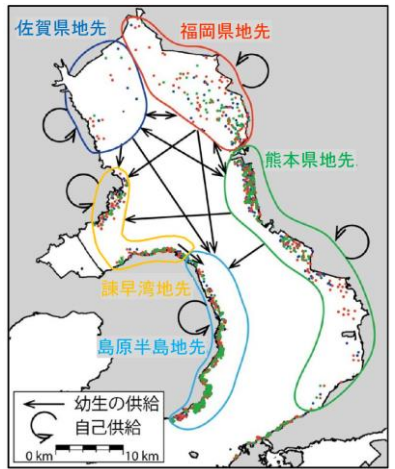 佐賀県地先
福岡県地先
熊本県地先
諫早湾地先
島原半島地先
幼生の供給
自己供給
0 km 10 km